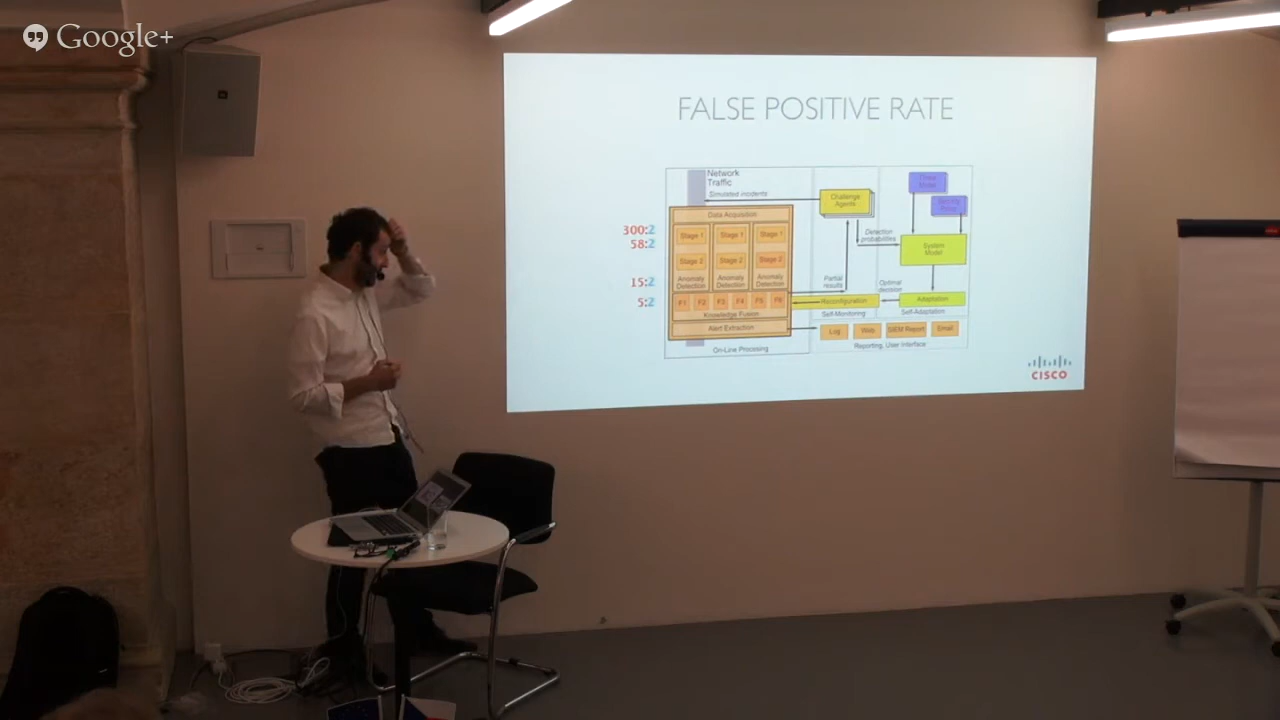 Google+
FALSE POSITIVE RATE
Network
Traffic
Simulated incidents
Data Acquisition
Challenge
Agents
300:2
58:2
15:2
5:2
Stage 1 Stage 1 Stage 1
Stage 2 Stage 2 Stage 2
Anomaly Anomaly Anomaly
Detection Detection Detection
F1 F2 F3 F4 F5 F6
Knowledge Fusion
Alert Extraction
On-Line Processing
Detection
probabilities
System
Model
Partial
results
Optimal
decision
Reconfiguration
Self-Monitoring
Adaptation
Self-Adaptation
Log Web SIEM Report Email
Reporting, User Interface
CISCO